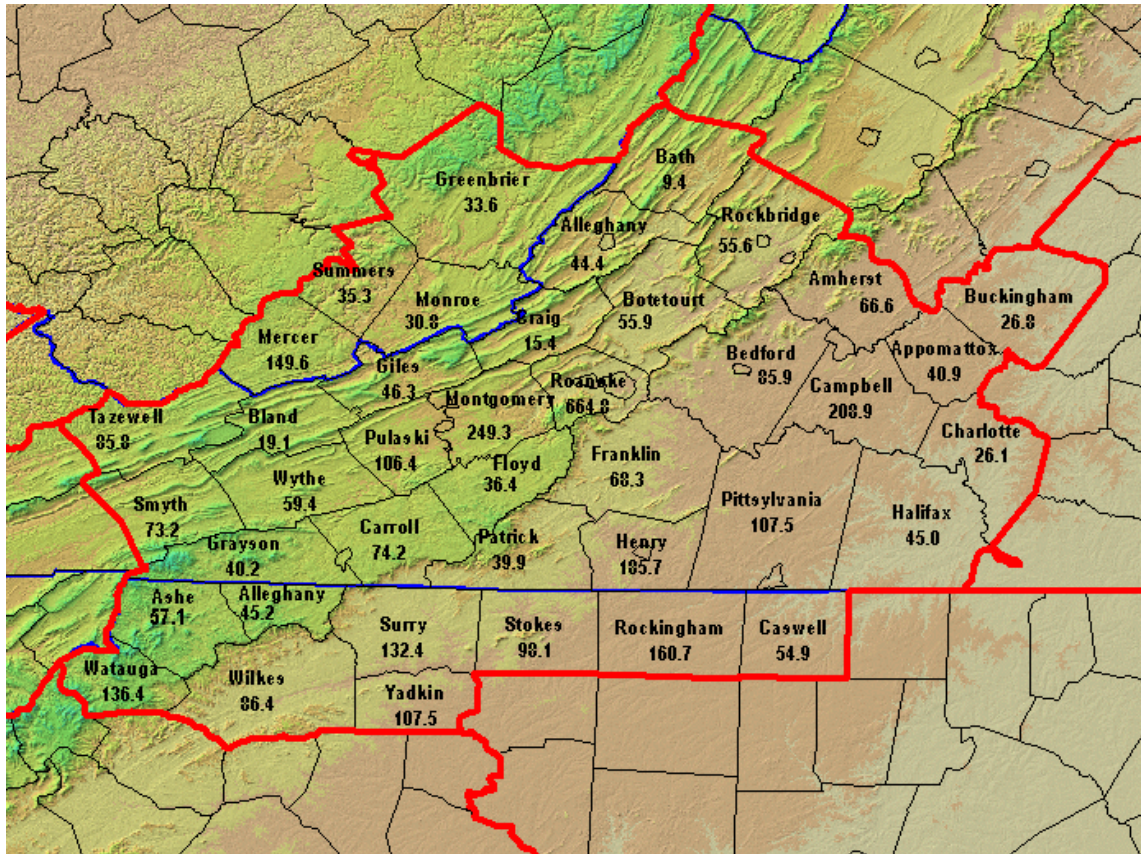 Bath
9.4
Greenbrier
33.6
Rockbridge
55.6
Alleghany
44.4
Summers
35.3
Amherst
66.6
Monroe
30.8
Botetourt
55.9
Buckingham
26.8
Craig
15.4
Mercer
149.6
Appomattox
40.9
Bedford
85.9
Giles
46.3
Roanoke
664.8
Campbell
208.9
Montgomery
249.3
Tazewell
85.8
Bland
19.1
Pulaski
106.4
Charlotte
26.1
Franklin
68.3
Floyd
36.4
Wythe
59.4
Pittsylvania
107.5
Smyth
73.2
Halifax
45.0
Carroll
74.2
Patrick
39.9
Henry
185.7
Grayson
40.2
Ashe
57.1
Alleghany
45.2
Surry
132.4
Stokes
98.1
Rockingham
160.7
Caswell
54.9
Watauga
136.4
Wilkes
86.4
Yadkin
107.5